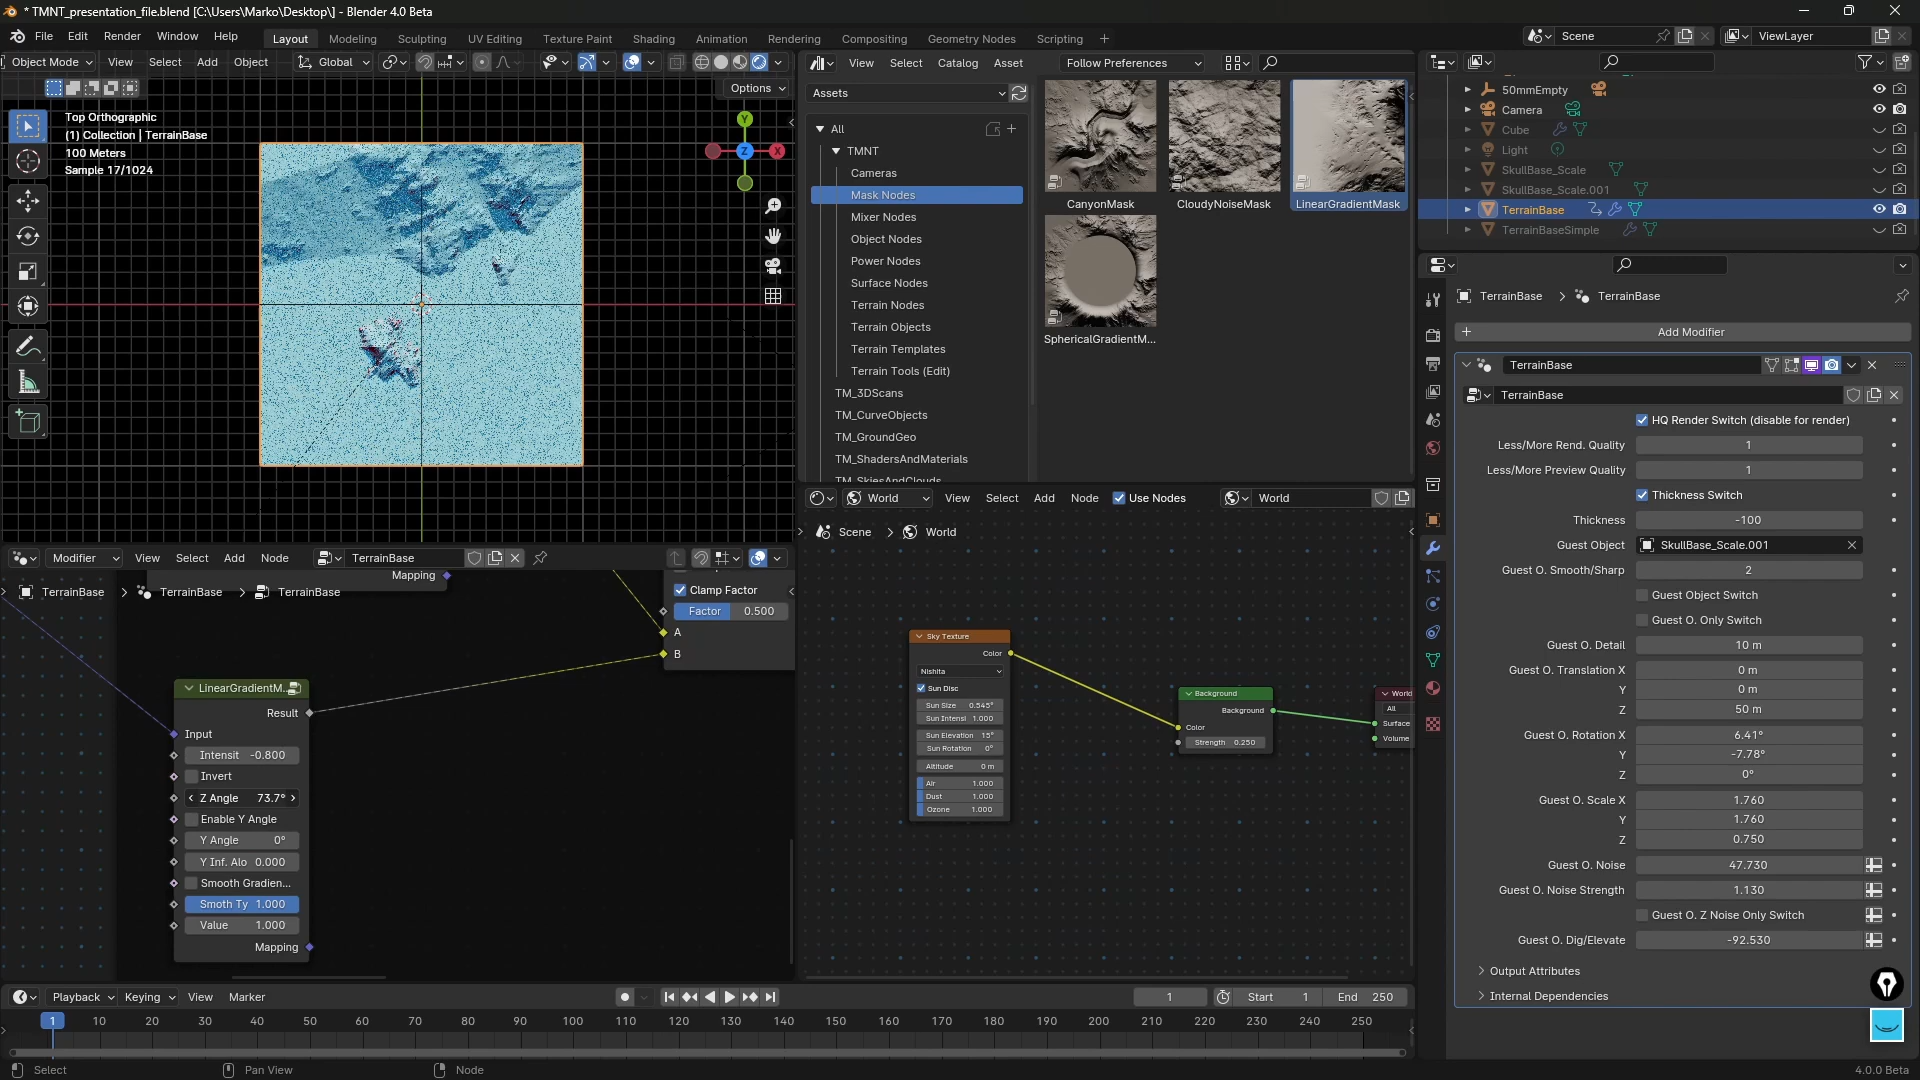 * TMNT_presentation_file.blend [C:\Users\Marko\Desktop\] - Blender 4.0 Beta
File Edit Render Window Help
Layout Modeling Sculpting UV Editing Texture Paint Shading Animation Rendering Compositing Geometry Nodes Scripting +
Scene
ViewLayer
Object Mode View Select Add Object Global
Options
Top Orthographic
(1) Collection | TerrainBase
100 Meters
Sample 17/1024
Y
Z
X
View Select Catalog Asset Follow Preferences
Assets
All
TMNT
Cameras
Mask Nodes
Mixer Nodes
Object Nodes
Power Nodes
Surface Nodes
Terrain Nodes
Terrain Objects
Terrain Templates
Terrain Tools (Edit)
TM_3DScans
TM_CurveObjects
TM_GroundGeo
TM_ShadersAndMaterials
TM_SkiesAndClouds
CanyonMask
CloudyNoiseMask
LinearGradientMask
SphericalGradientM...
50mmEmpty
Camera
Cube
Light
SkullBase_Scale
SkullBase_Scale.001
TerrainBase
TerrainBaseSimple
TerrainBase > TerrainBase
+ Add Modifier
TerrainBase
TerrainBase
HQ Render Switch (disable for render)
Less/More Rend. Quality 1
Less/More Preview Quality 1
Thickness Switch
Thickness -100
Guest Object SkullBase_Scale.001
Guest O. Smooth/Sharp 2
Guest Object Switch
Guest O. Only Switch
Guest O. Detail 10 m
Guest O. Translation X 0 m
Y 0 m
Z 50 m
Guest O. Rotation X 6.41°
Y -7.78°
Z 0°
Guest O. Scale X 1.760
Y 1.760
Z 0.750
Guest O. Noise 47.730
Guest O. Noise Strength 1.130
Guest O. Z Noise Only Switch
Guest O. Dig/Elevate -92.530
Output Attributes
Internal Dependencies
Modifier View Select Add Node TerrainBase
TerrainBase > TerrainBase > TerrainBase
Mapping
Clamp Factor
Factor 0.500
A
B
LinearGradientM...
Result
Input
Intensit -0.800
Invert
Z Angle 73.7°
Enable Y Angle
Y Angle 0°
Y Inf. Alo 0.000
Smooth Gradien...
Smoth Ty 1.000
Value 1.000
Mapping
World View Select Add Node Use Nodes World
Scene > World
Sky Texture
Color
Nishita
Sun Disc
Sun Size 0.545°
Sun Intensi 1.000
Sun Elevation 15°
Sun Rotation 0°
Altitude 0 m
Air 1.000
Dust 1.000
Ozone 1.000
Background
Background
Color
Strength 0.250
World
All
Surface
Volume
Playback Keying View Marker
1 Start 1 End 250
1 10 20 30 40 50 60 70 80 90 100 110 120 130 140 150 160 170 180 190 200 210 220 230 240 250
Select Pan View Node
4.0.0 Beta